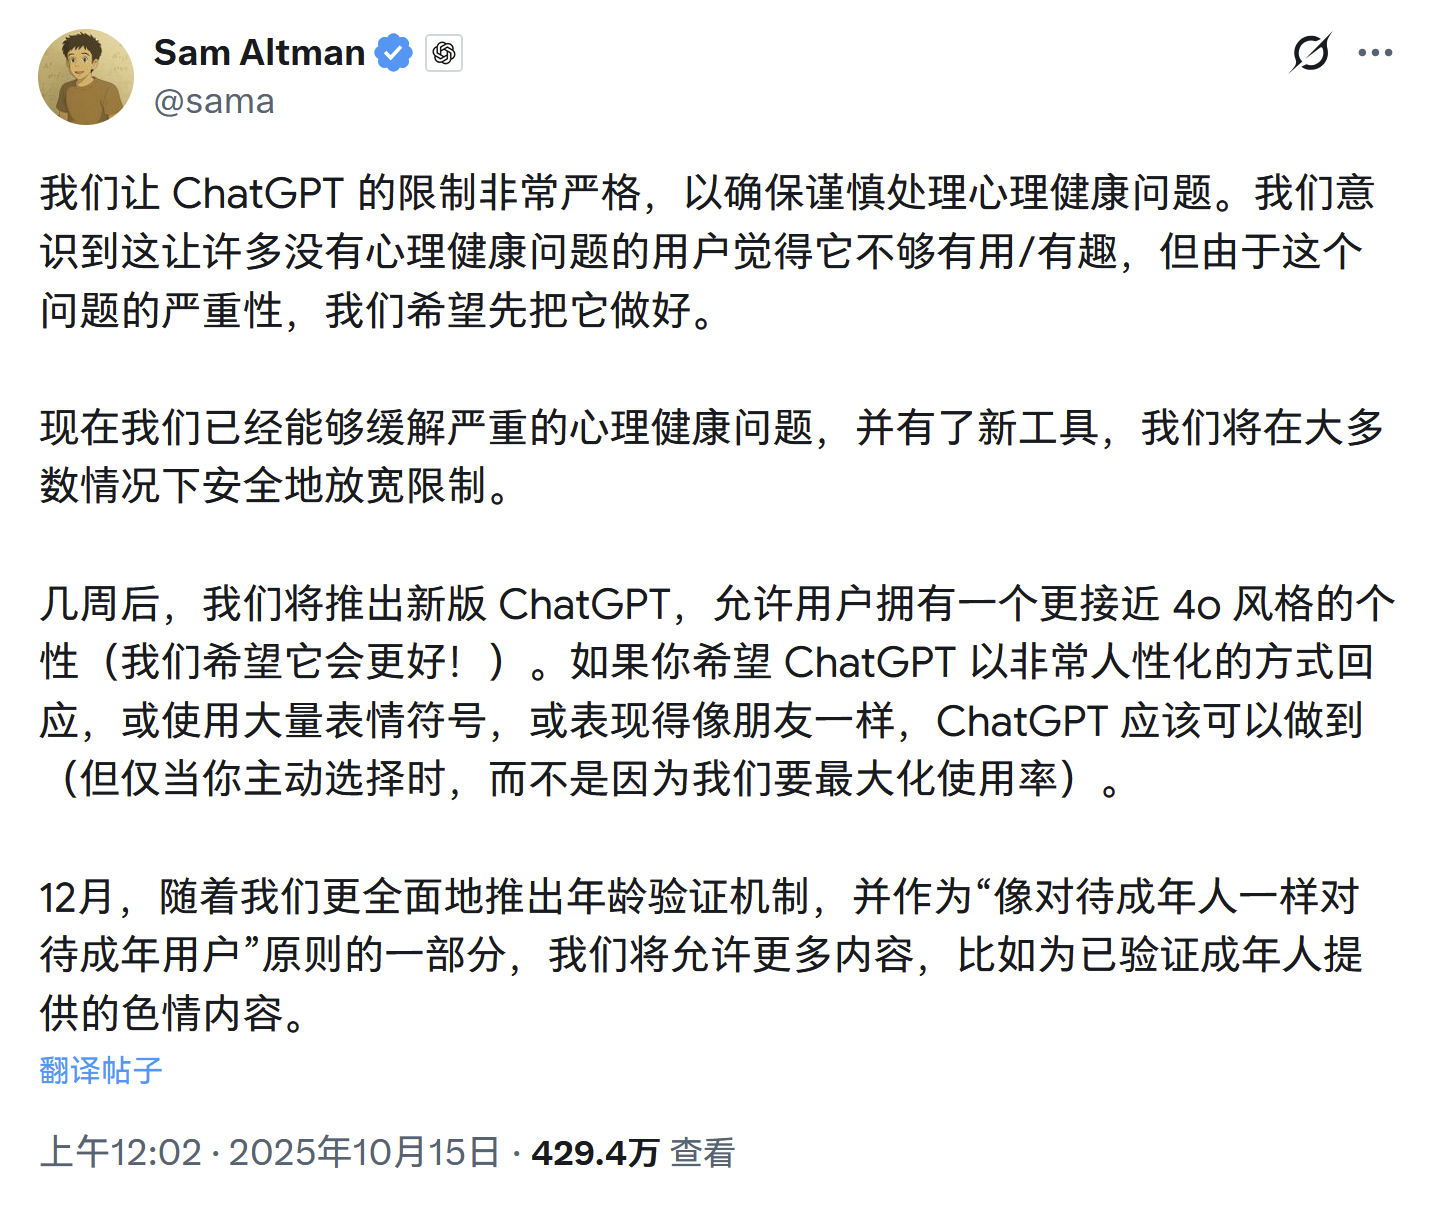 Sam Altman
@sama
我们让 ChatGPT 的限制非常严格，以确保谨慎处理心理健康问题。我们意
识到这让许多没有心理健康问题的用户觉得它不够有用/有趣，但由于这个
问题的严重性，我们希望先把它做好。
现在我们已经能够缓解严重的心理健康问题，并有了新工具，我们将在大多
数情况下安全地放宽限制。
几周后，我们将推出新版 ChatGPT，允许用户拥有一个更接近 4o 风格的个
性（我们希望它会更好！）。如果你希望 ChatGPT 以非常人性化的方式回
应，或使用大量表情符号，或表现得像朋友一样，ChatGPT 应该可以做到
（但仅当你主动选择时，而不是因为我们要最大化使用率）。
12月，随着我们更全面地推出年龄验证机制，并作为“像对待成年人一样对
待成年用户”原则的一部分，我们将允许更多内容，比如为已验证成年人提
供的色情内容。
翻译帖子
上午12:02 · 2025年10月15日 · 429.4万 查看